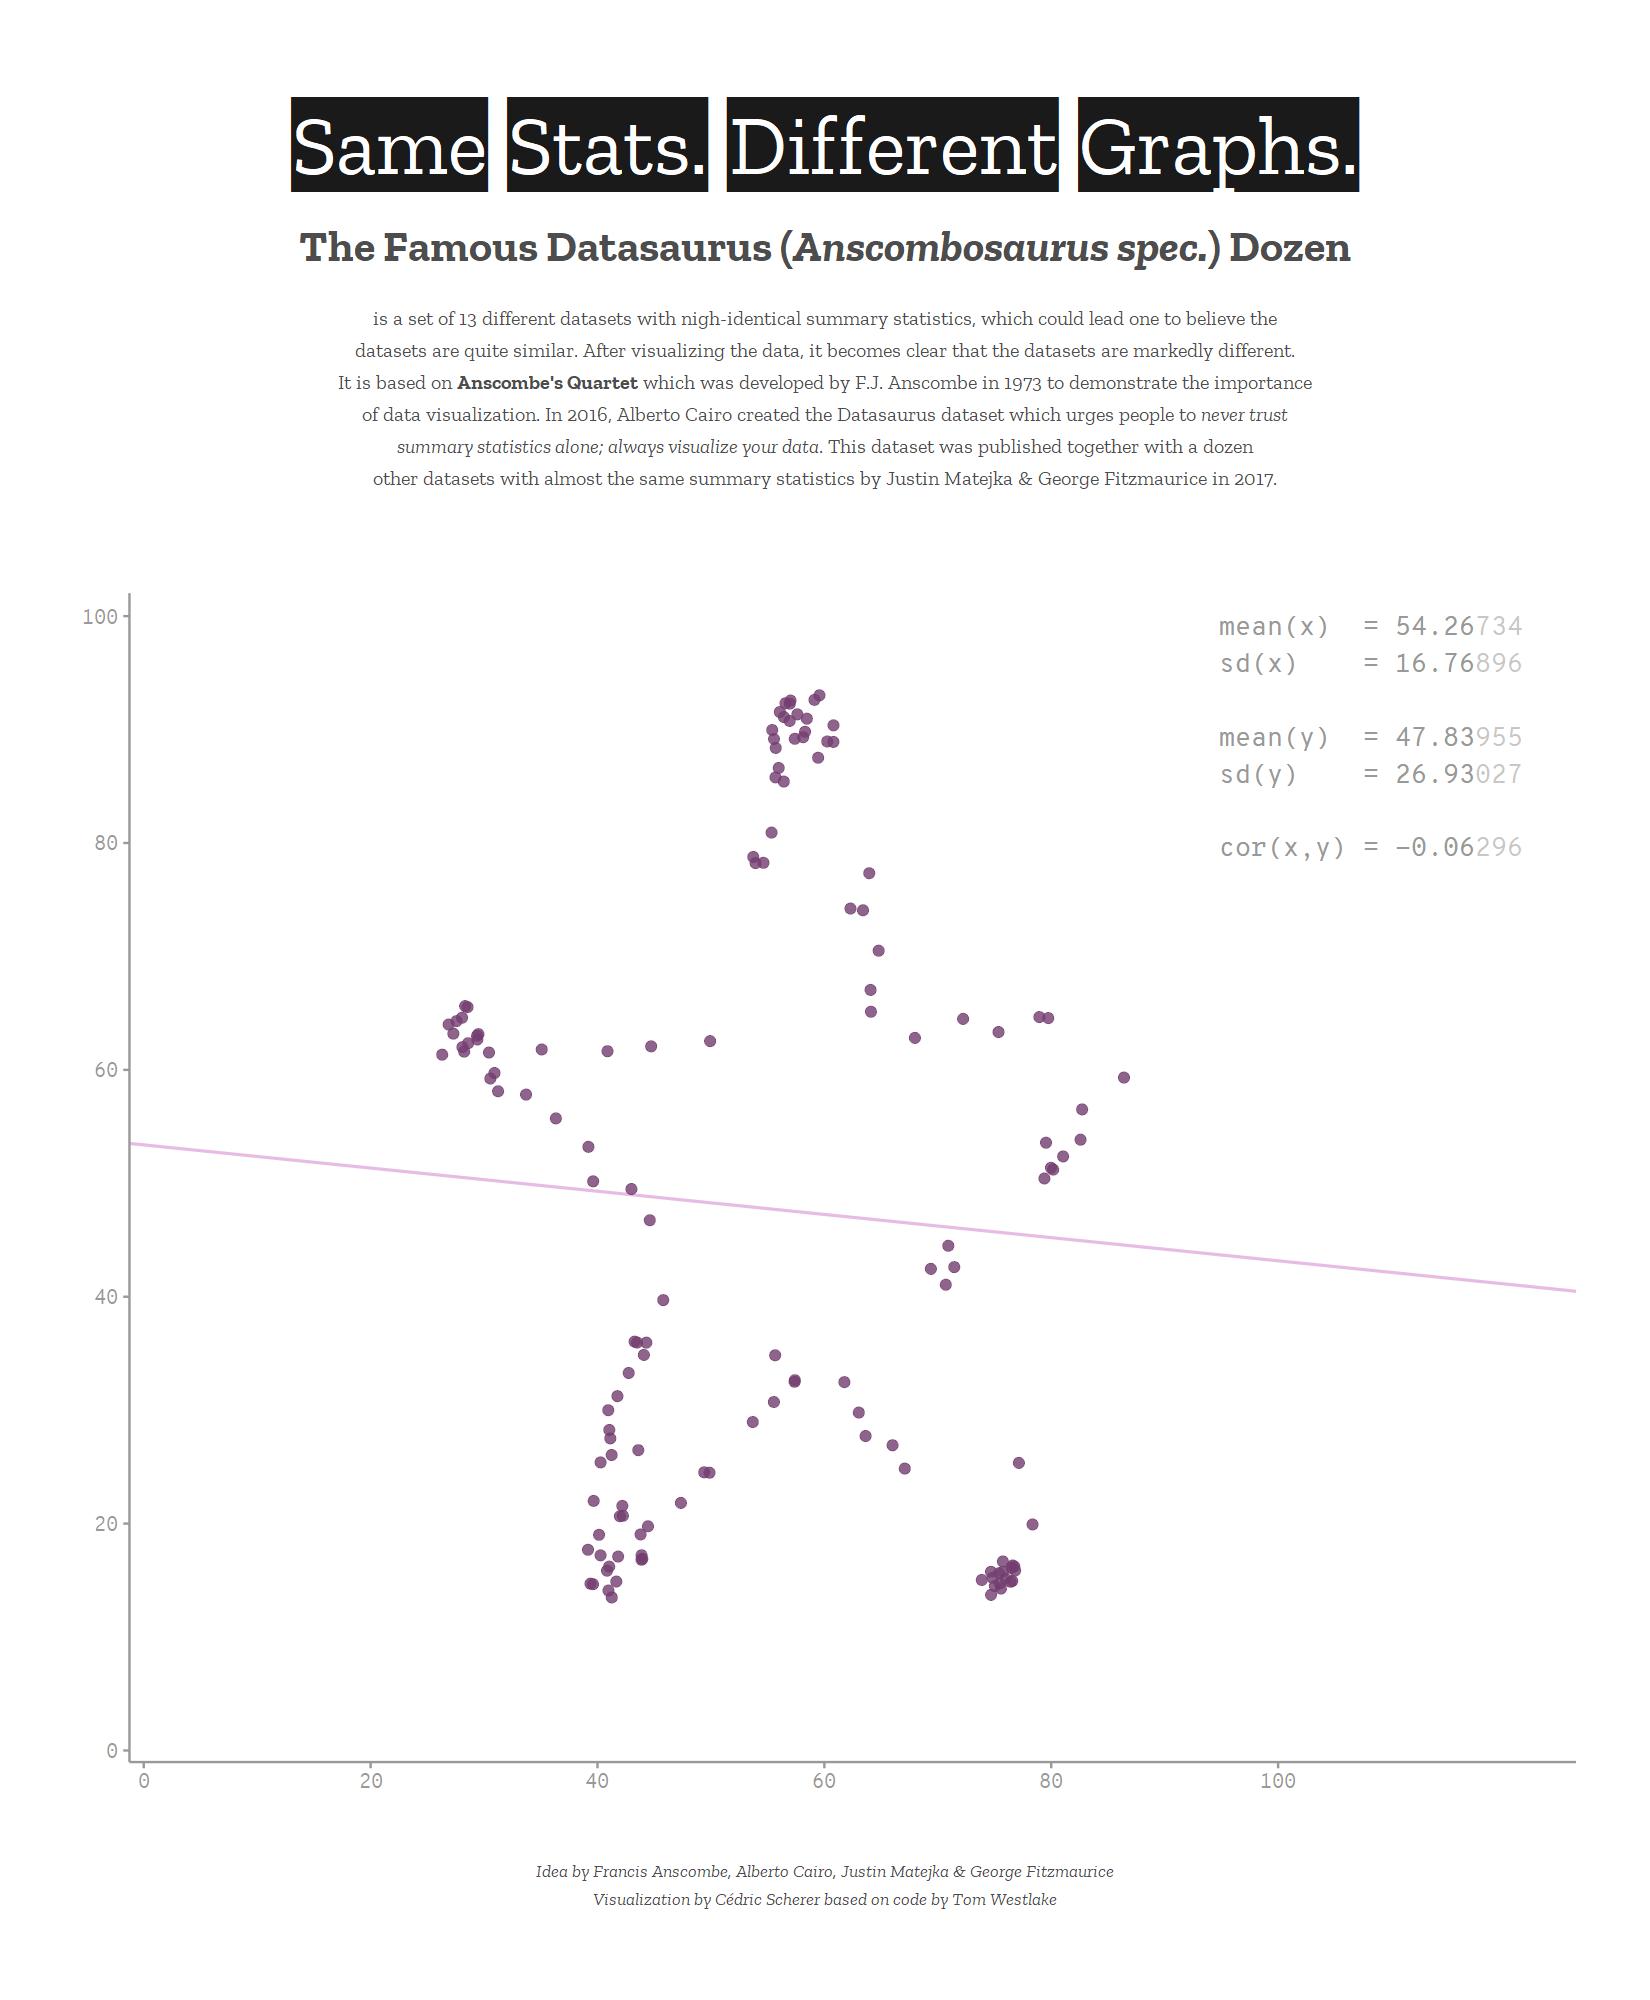 Same Stats. Different Graphs.
The Famous Datasaurus (Anscombosaurus spec.) Dozen
is a set of 13 different datasets with nigh-identical summary statistics, which could lead one to believe the
datasets are quite similar. After visualizing the data, it becomes clear that the datasets are markedly different.
It is based on Anscombe's Quartet which was developed by F.J. Anscombe in 1973 to demonstrate the importance
of data visualization. In 2016, Alberto Cairo created the Datasaurus dataset which urges people to never trust
summary statistics alone; always visualize your data. This dataset was published together with a dozen
other datasets with almost the same summary statistics by Justin Matejka & George Fitzmaurice in 2017.
100
mean(x) = 54.26734
sd(x) = 16.76896
mean(y) = 47.83955
sd(y) = 26.93027
80
cor(x,y) = −0.06296
60
40
20
0
0 20 40 60 80 100
Idea by Francis Anscombe, Alberto Cairo, Justin Matejka & George Fitzmaurice
Visualization by Cédric Scherer based on code by Tom Westlake